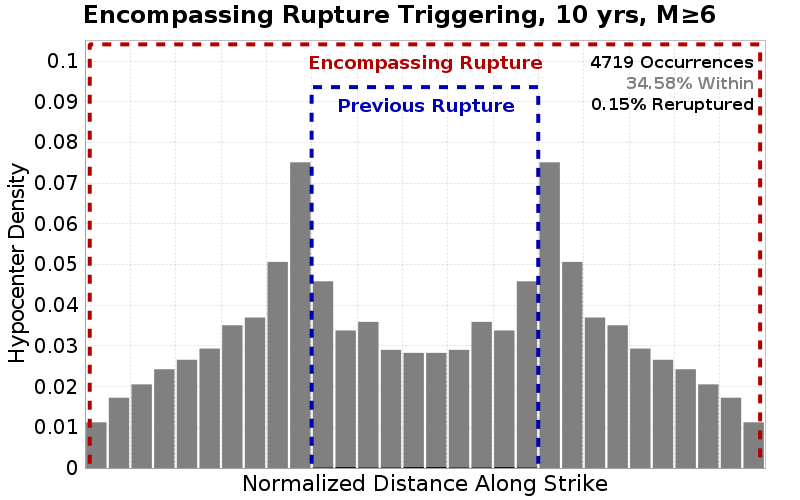 Encompassing Rupture Triggering, 10 yrs, M≥6
Encompassing Rupture
Previous Rupture
4719 Occurrences
34.58% Within
0.15% Reruptured
Hypocenter Density
0.1
0.09
0.08
0.07
0.06
0.05
0.04
0.03
0.02
0.01
0
Normalized Distance Along Strike